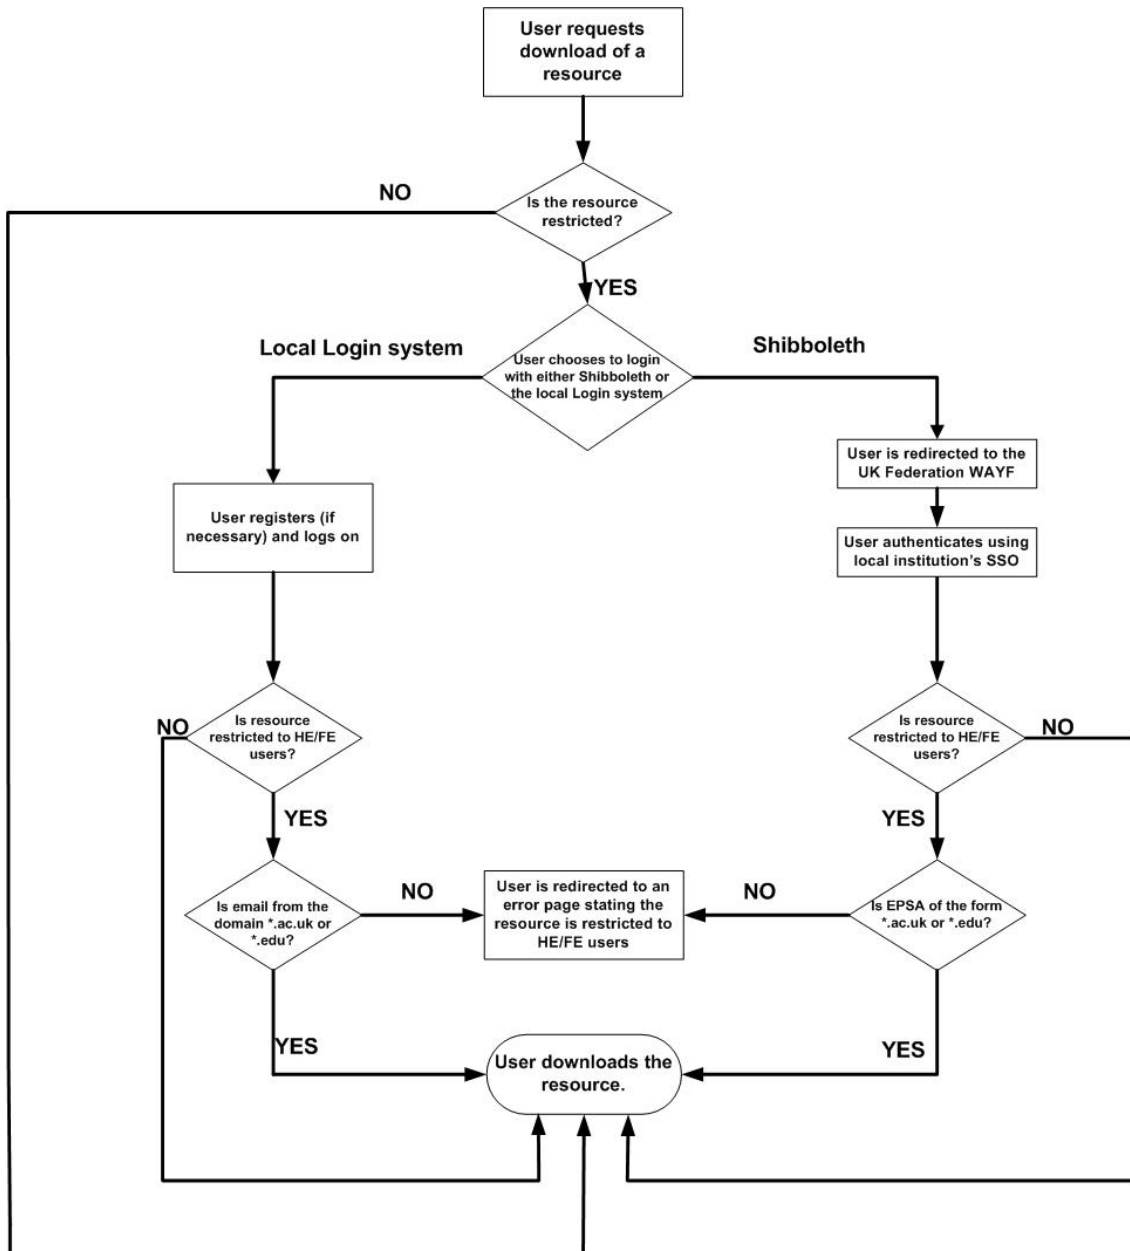 User requests
download of a
resource
NO
Is the resource
restricted?
YES
Local Login system
Shibboleth
User chooses to login
with either Shibboleth or
the local Login system
User is redirected to the
UK Federation WAYF
User registers (if
necessary) and logs on
User authenticates using
local institution's SSO
NO
Is resource
restricted to HE/FE
users?
Is resource
restricted to HE/FE
users?
NO
YES
YES
Is email from the
domain *.ac.uk or
*.edu?
NO
User is redirected to an
error page stating the
resource is restricted to
HE/FE users
NO
Is EPSA of the form
*.ac.uk or *.edu?
YES
User downloads the
resource.
YES